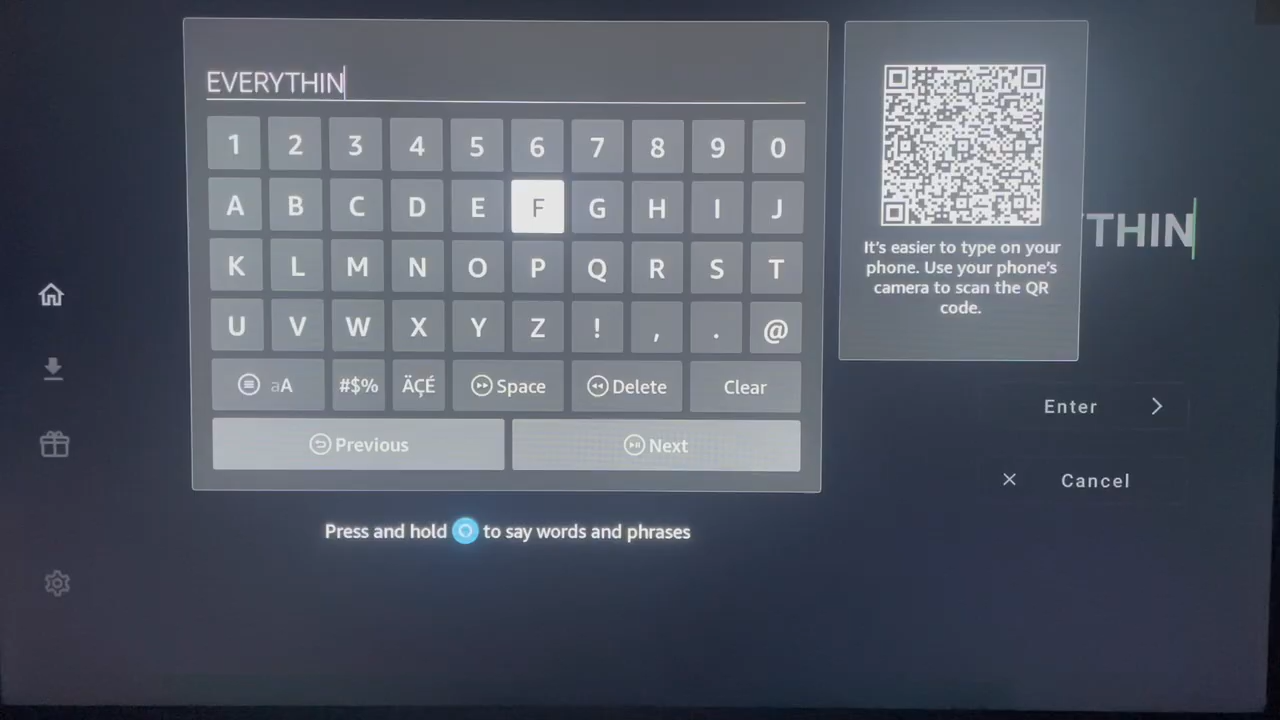 EVERYTHIN
1 2 3 4 5 6 7 8 9 0
A B C D E F G H I J
K L M N O P Q R S T
U V W X Y Z ! , . @
aA #$% ÄÇÉ Space Delete Clear
Previous Next
Press and hold to say words and phrases
It's easier to type on your
phone. Use your phone's
camera to scan the QR
code.
THIN
Enter
Cancel